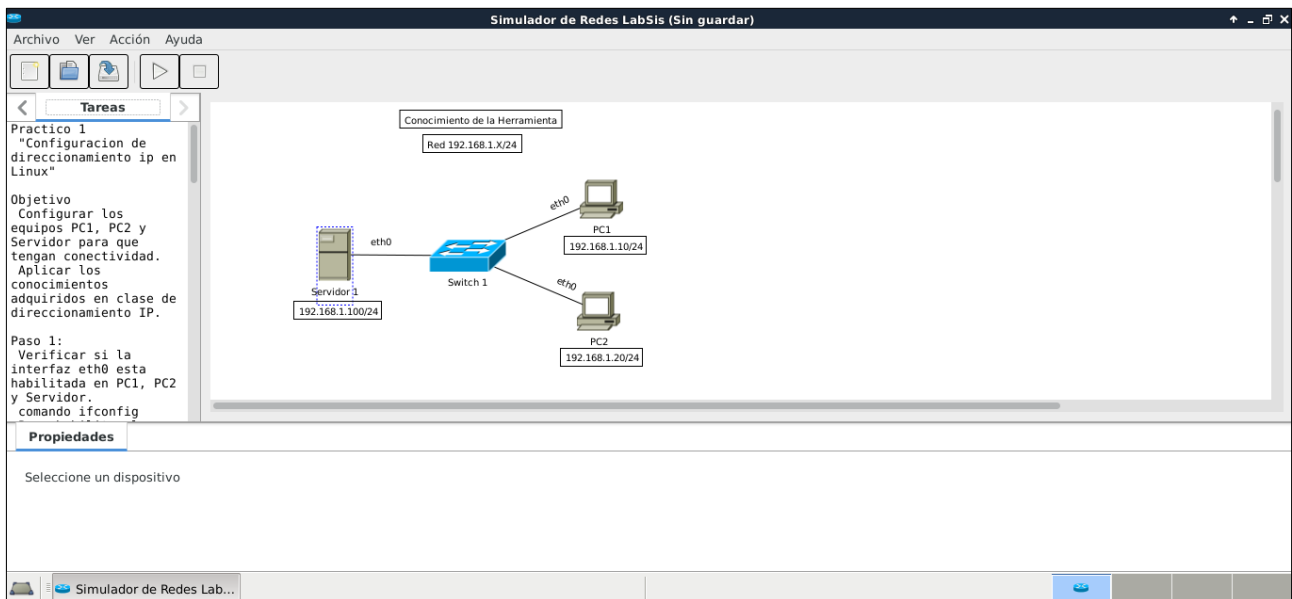 Simulador de Redes LabSis (Sin guardar)
Archivo Ver Acción Ayuda
Tareas
Practico 1
"Configuracion de
direccionamiento ip en
Linux"
Objetivo
Configurar los
equipos PC1, PC2 y
Servidor para que
tengan conectividad.
Aplicar los
conocimientos
adquiridos en clase de
direccionamiento IP.
Paso 1:
Verificar si la
interfaz eth0 esta
habilitada en PC1, PC2
y Servidor.
comando ifconfig
Conocimiento de la Herramienta
Red 192.168.1.X/24
eth0
PC1
192.168.1.10/24
eth0
Servidor 1
192.168.1.100/24
Switch 1
eth0
PC2
192.168.1.20/24
Propiedades
Seleccione un dispositivo
Simulador de Redes Lab...